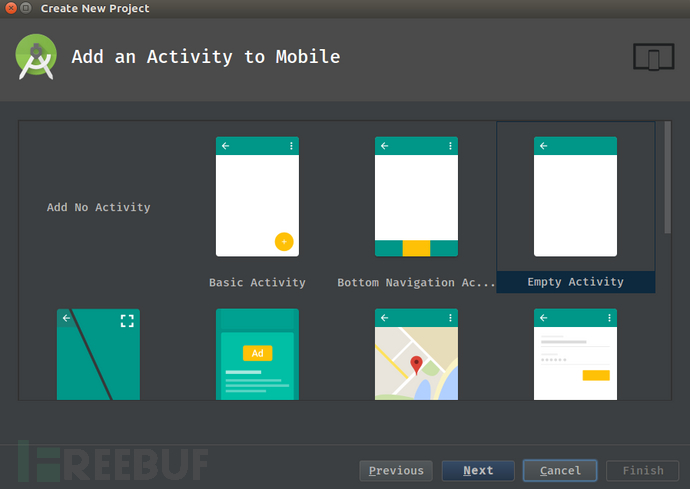 Create New Project
Add an Activity to Mobile
Add No Activity
Basic Activity
Bottom Navigation Ac...
Empty Activity
Ad
REEBUF
Previous
Next
Cancel
Finish